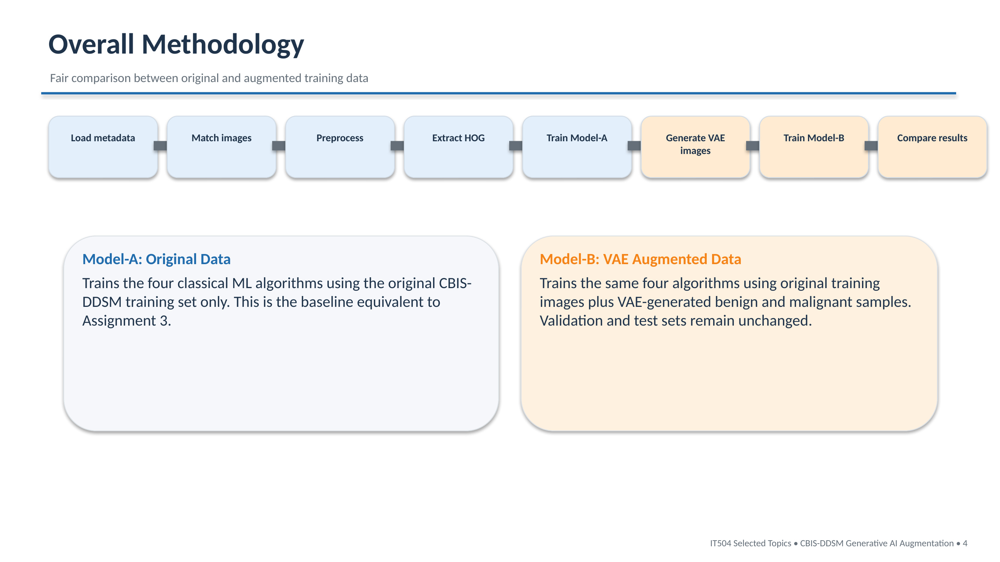 Overall Methodology
Fair comparison between original and augmented training data
Load metadata
Match images
Preprocess
Extract HOG
Train Model-A
Generate VAE
images
Train Model-B
Compare results
Model-A: Original Data
Trains the four classical ML algorithms using the original CBIS-
DDSM training set only. This is the baseline equivalent to
Assignment 3.
Model-B: VAE Augmented Data
Trains the same four algorithms using original training
images plus VAE-generated benign and malignant samples.
Validation and test sets remain unchanged.
IT504 Selected Topics • CBIS-DDSM Generative AI Augmentation • 4